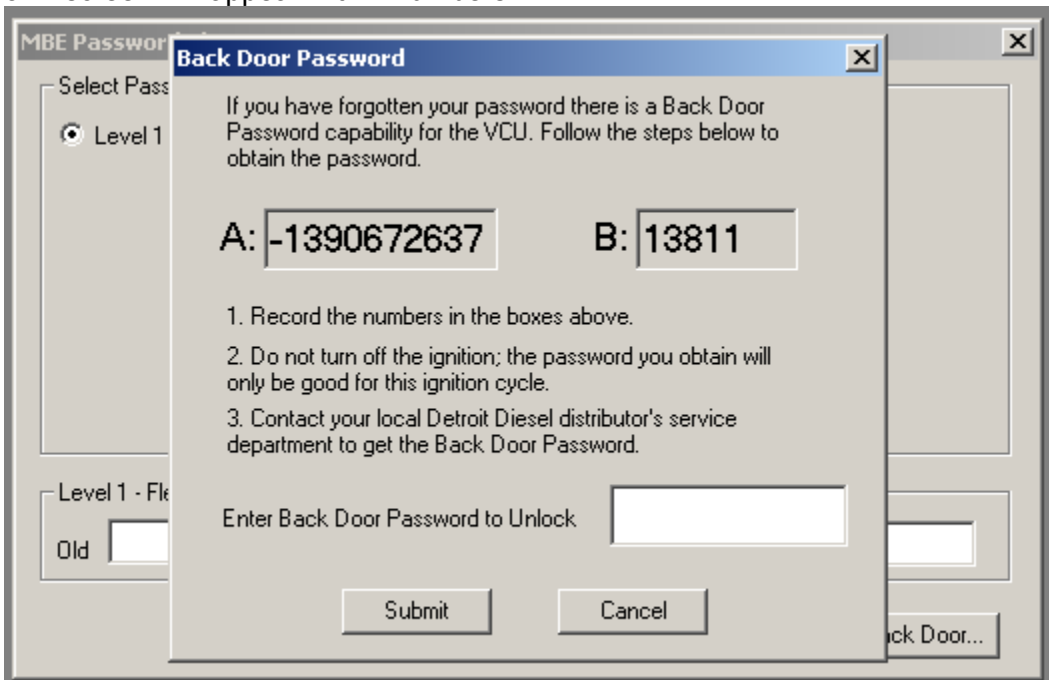 MBE Passwor
Back Door Password
Select Pass
Level 1
If you have forgotten your password there is a Back Door
Password capability for the VCU. Follow the steps below to
obtain the password.
A: -1390672637 B: 13811
1. Record the numbers in the boxes above.
2. Do not turn off the ignition; the password you obtain will
only be good for this ignition cycle.
3. Contact your local Detroit Diesel distributor's service
department to get the Back Door Password.
Level 1 - Fle
Old
Enter Back Door Password to Unlock
Submit Cancel
ack Door...